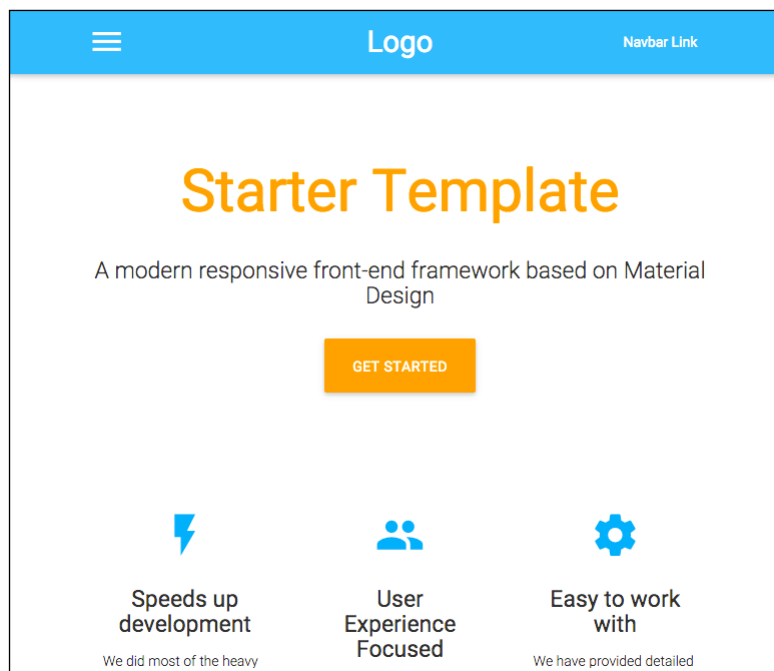 Logo
Navbar Link
Starter Template
A modern responsive front-end framework based on Material
Design
GET STARTED
Speeds up
development
We did most of the heavy
User
Experience
Focused
Easy to work
with
We have provided detailed